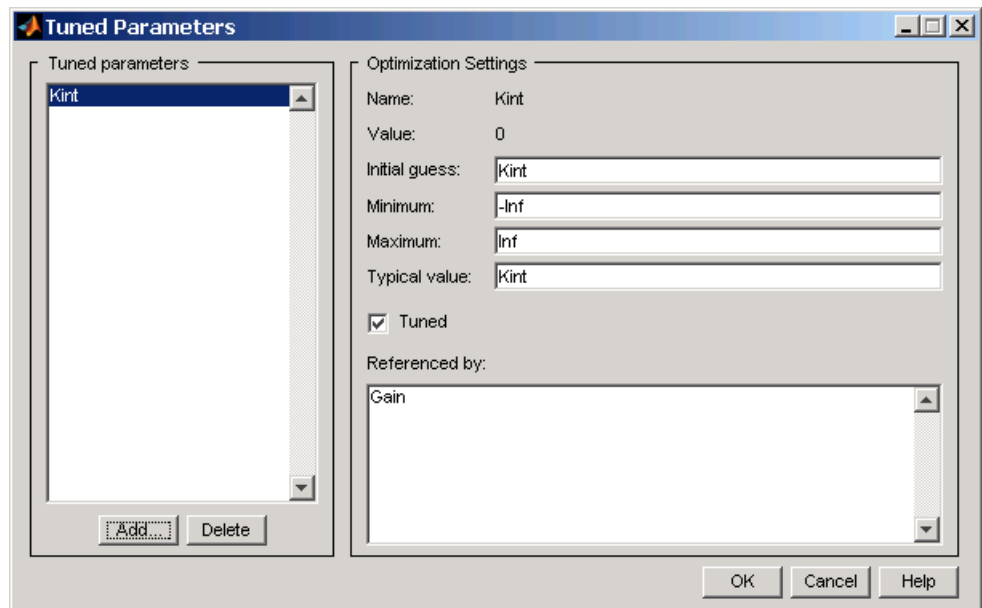 Tuned Parameters
Tuned parameters
Kint
Add...
Delete
Optimization Settings
Name: Kint
Value: 0
Initial guess: Kint
Minimum: -Inf
Maximum: Inf
Typical value: Kint
Tuned
Referenced by:
Gain
OK Cancel Help